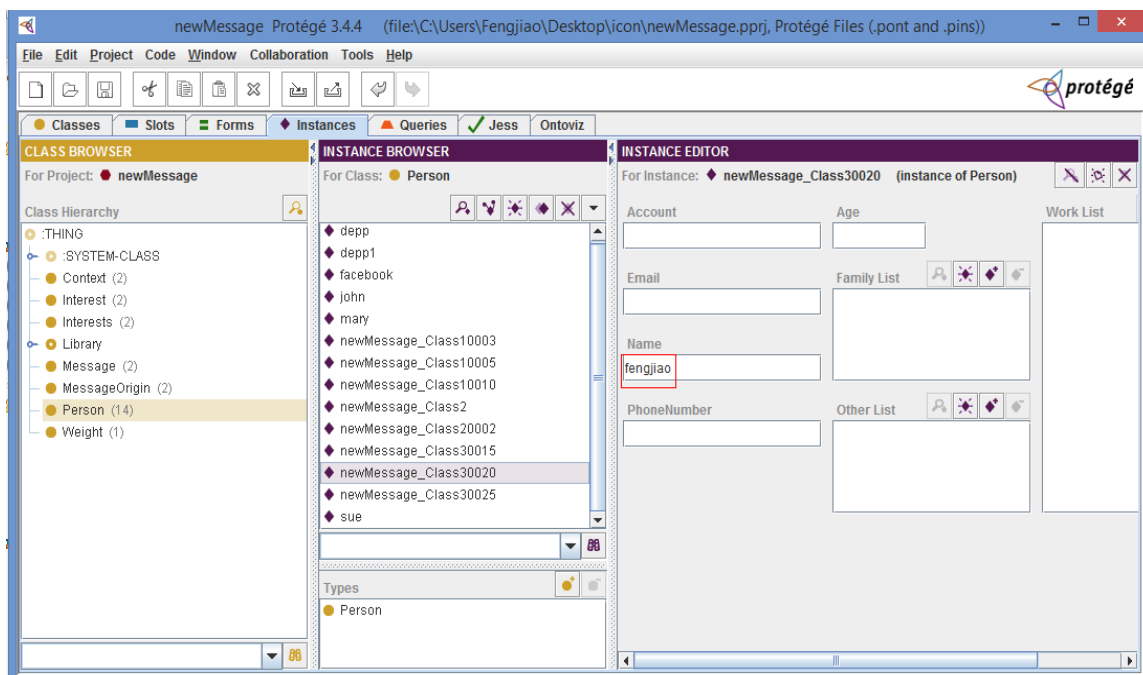 newMessage Protégé 3.4.4 (file:\C:\Users\Fengjiao\Desktop\icon\newMessage.pprj, Protégé Files (.pont and .pins))
File Edit Project Code Window Collaboration Tools Help
protégé
Classes Slots Forms Instances Queries Jess Ontoviz
CLASS BROWSER
For Project: newMessage
Class Hierarchy
:THING
:SYSTEM-CLASS
Context (2)
Interest (2)
Interests (2)
Library
Message (2)
MessageOrigin (2)
Person (14)
Weight (1)
INSTANCE BROWSER
For Class: Person
depp
depp1
facebook
john
mary
newMessage_Class10003
newMessage_Class10005
newMessage_Class10010
newMessage_Class2
newMessage_Class20002
newMessage_Class30015
newMessage_Class30020
newMessage_Class30025
sue
Types
Person
INSTANCE EDITOR
For Instance: newMessage_Class30020 (instance of Person)
Account
Age
Work List
Email
Family List
Name
fengjiao
PhoneNumber
Other List